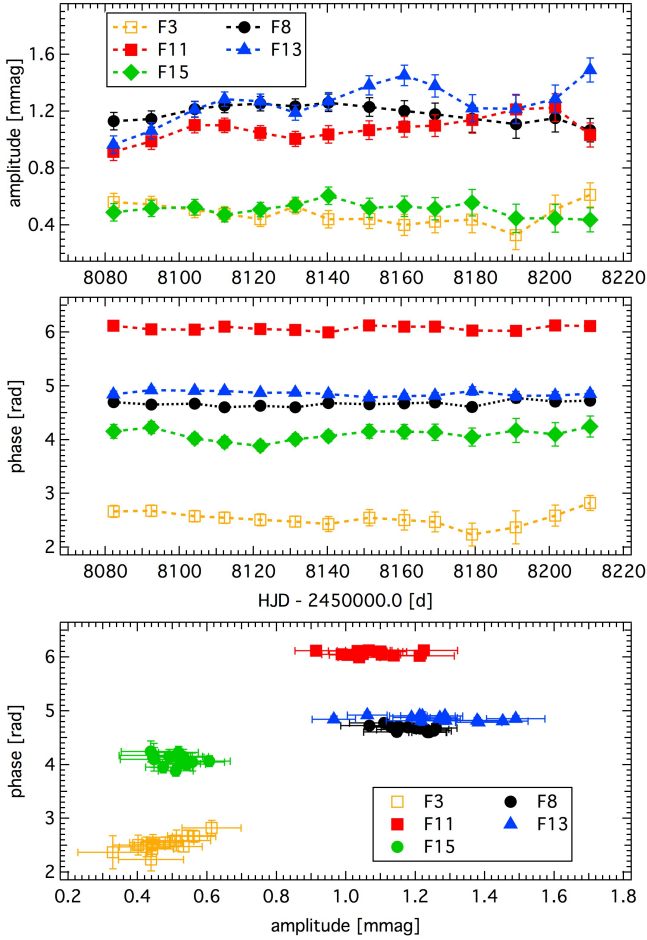 F3 F8
F11 F13
F15
1.6
1.2
0.8
0.4
amplitude [mmag]
8080 8100 8120 8140 8160 8180 8200 8220
6
5
4
3
2
phase [rad]
8080 8100 8120 8140 8160 8180 8200 8220
HJD - 2450000.0 [d]
6
5
4
3
2
phase [rad]
F3 F8
F11 F13
F15
0.2 0.4 0.6 0.8 1.0 1.2 1.4 1.6 1.8
amplitude [mmag]